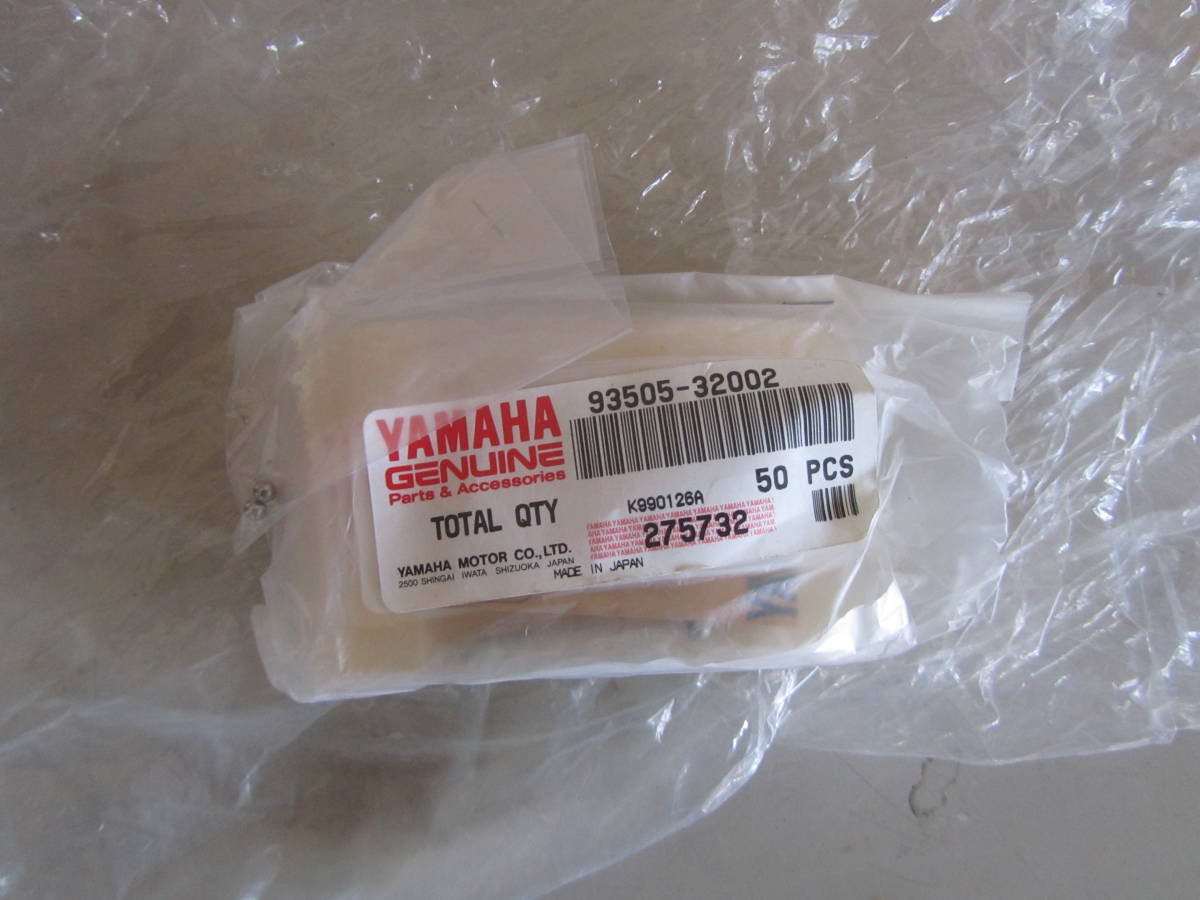 93505-32002
YAMAHA
GENUINE
Parts & Accessories
50 PCS
TOTAL QTY
K990126A
275732
YAMAHA MOTOR CO.,LTD.
2500 SHINGAI IWATA SHIZUOKA JAPAN
MADE IN JAPAN